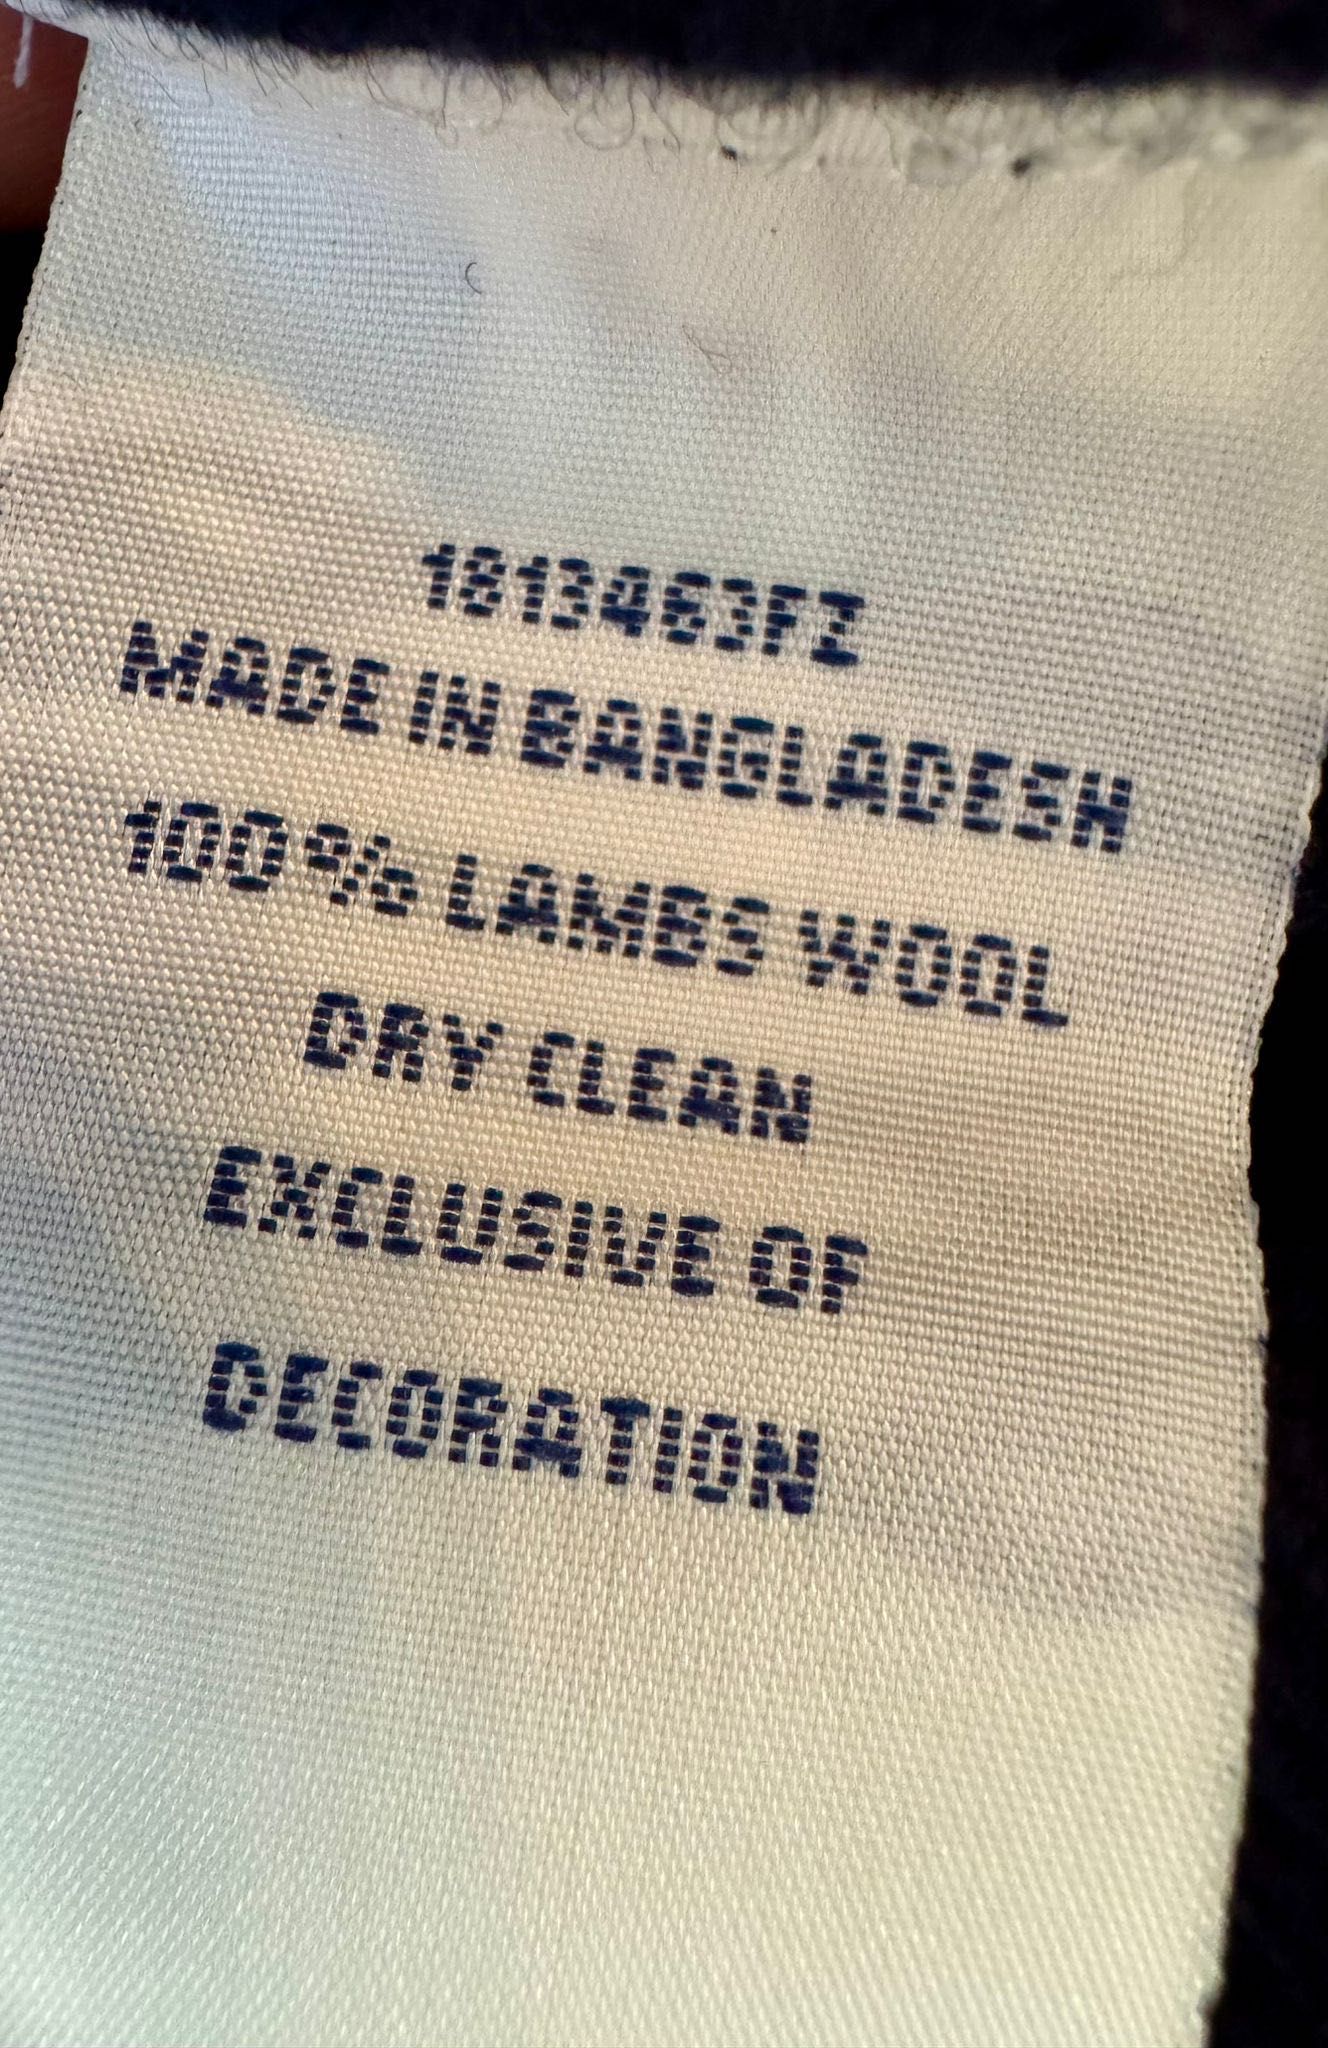 1813463FZ
MADE IN BANGLADESH
100% LAMBS WOOL
DRY CLEAN
EXCLUSIVE OF
DECORATION